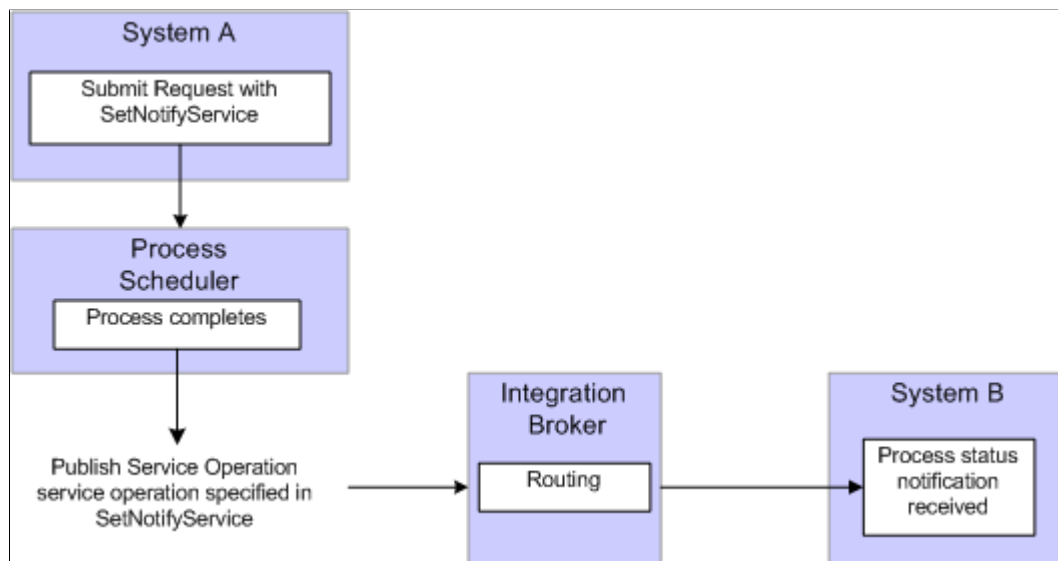 System A
Submit Request with
SetNotifyService
Process
Scheduler
Process completes
Publish Service Operation
service operation specified in
SetNotifyService
Integration
Broker
Routing
System B
Process status
notification
received